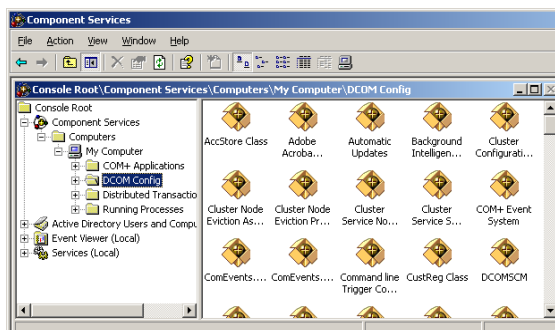 Component Services
File Action View Window Help
Console Root\Component Services\Computers\My Computer\DCOM Config
Console Root
Component Services
Computers
My Computer
COM+ Applications
DCOM Config
Distributed Transactio
Running Processes
Active Directory Users and Compu
Event Viewer (Local)
Services (Local)
AccStore Class
Adobe Acroba...
Automatic Updates
Background Intelligen...
Cluster Configurati...
Cluster Node Eviction As...
Cluster Node Eviction Pr...
Cluster Service No...
Cluster Service S...
COM+ Event System
ComEvents....
ComEvents....
Command line Trigger Co...
CustReg Class
DCOMSCM